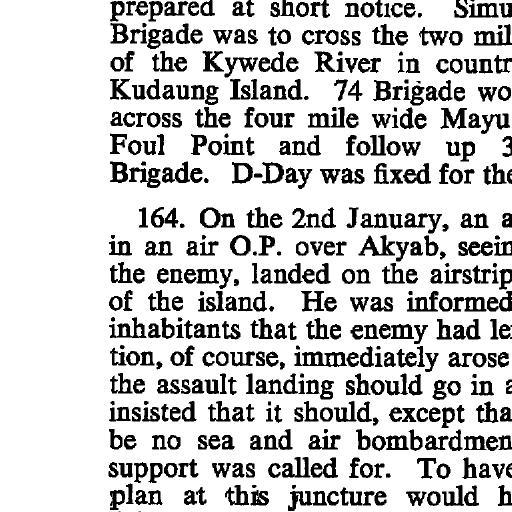 prepared at short notice. Simu
Brigade was to cross the two mil
of the Kywede River in countr
Kudaung Island. 74 Brigade wo
across the four mile wide Mayu
Foul Point and follow up 3
Brigade. D-Day was fixed for the
164. On the 2nd January, an a
in an air O.P. over Akyab, seein
the enemy, landed on the airstrip
of the island. He was informed
inhabitants that the enemy had le
tion, of course, immediately arose
the assault landing should go in a
insisted that it should, except tha
be no sea and air bombardmen
support was called for. To have
plan at this juncture would h